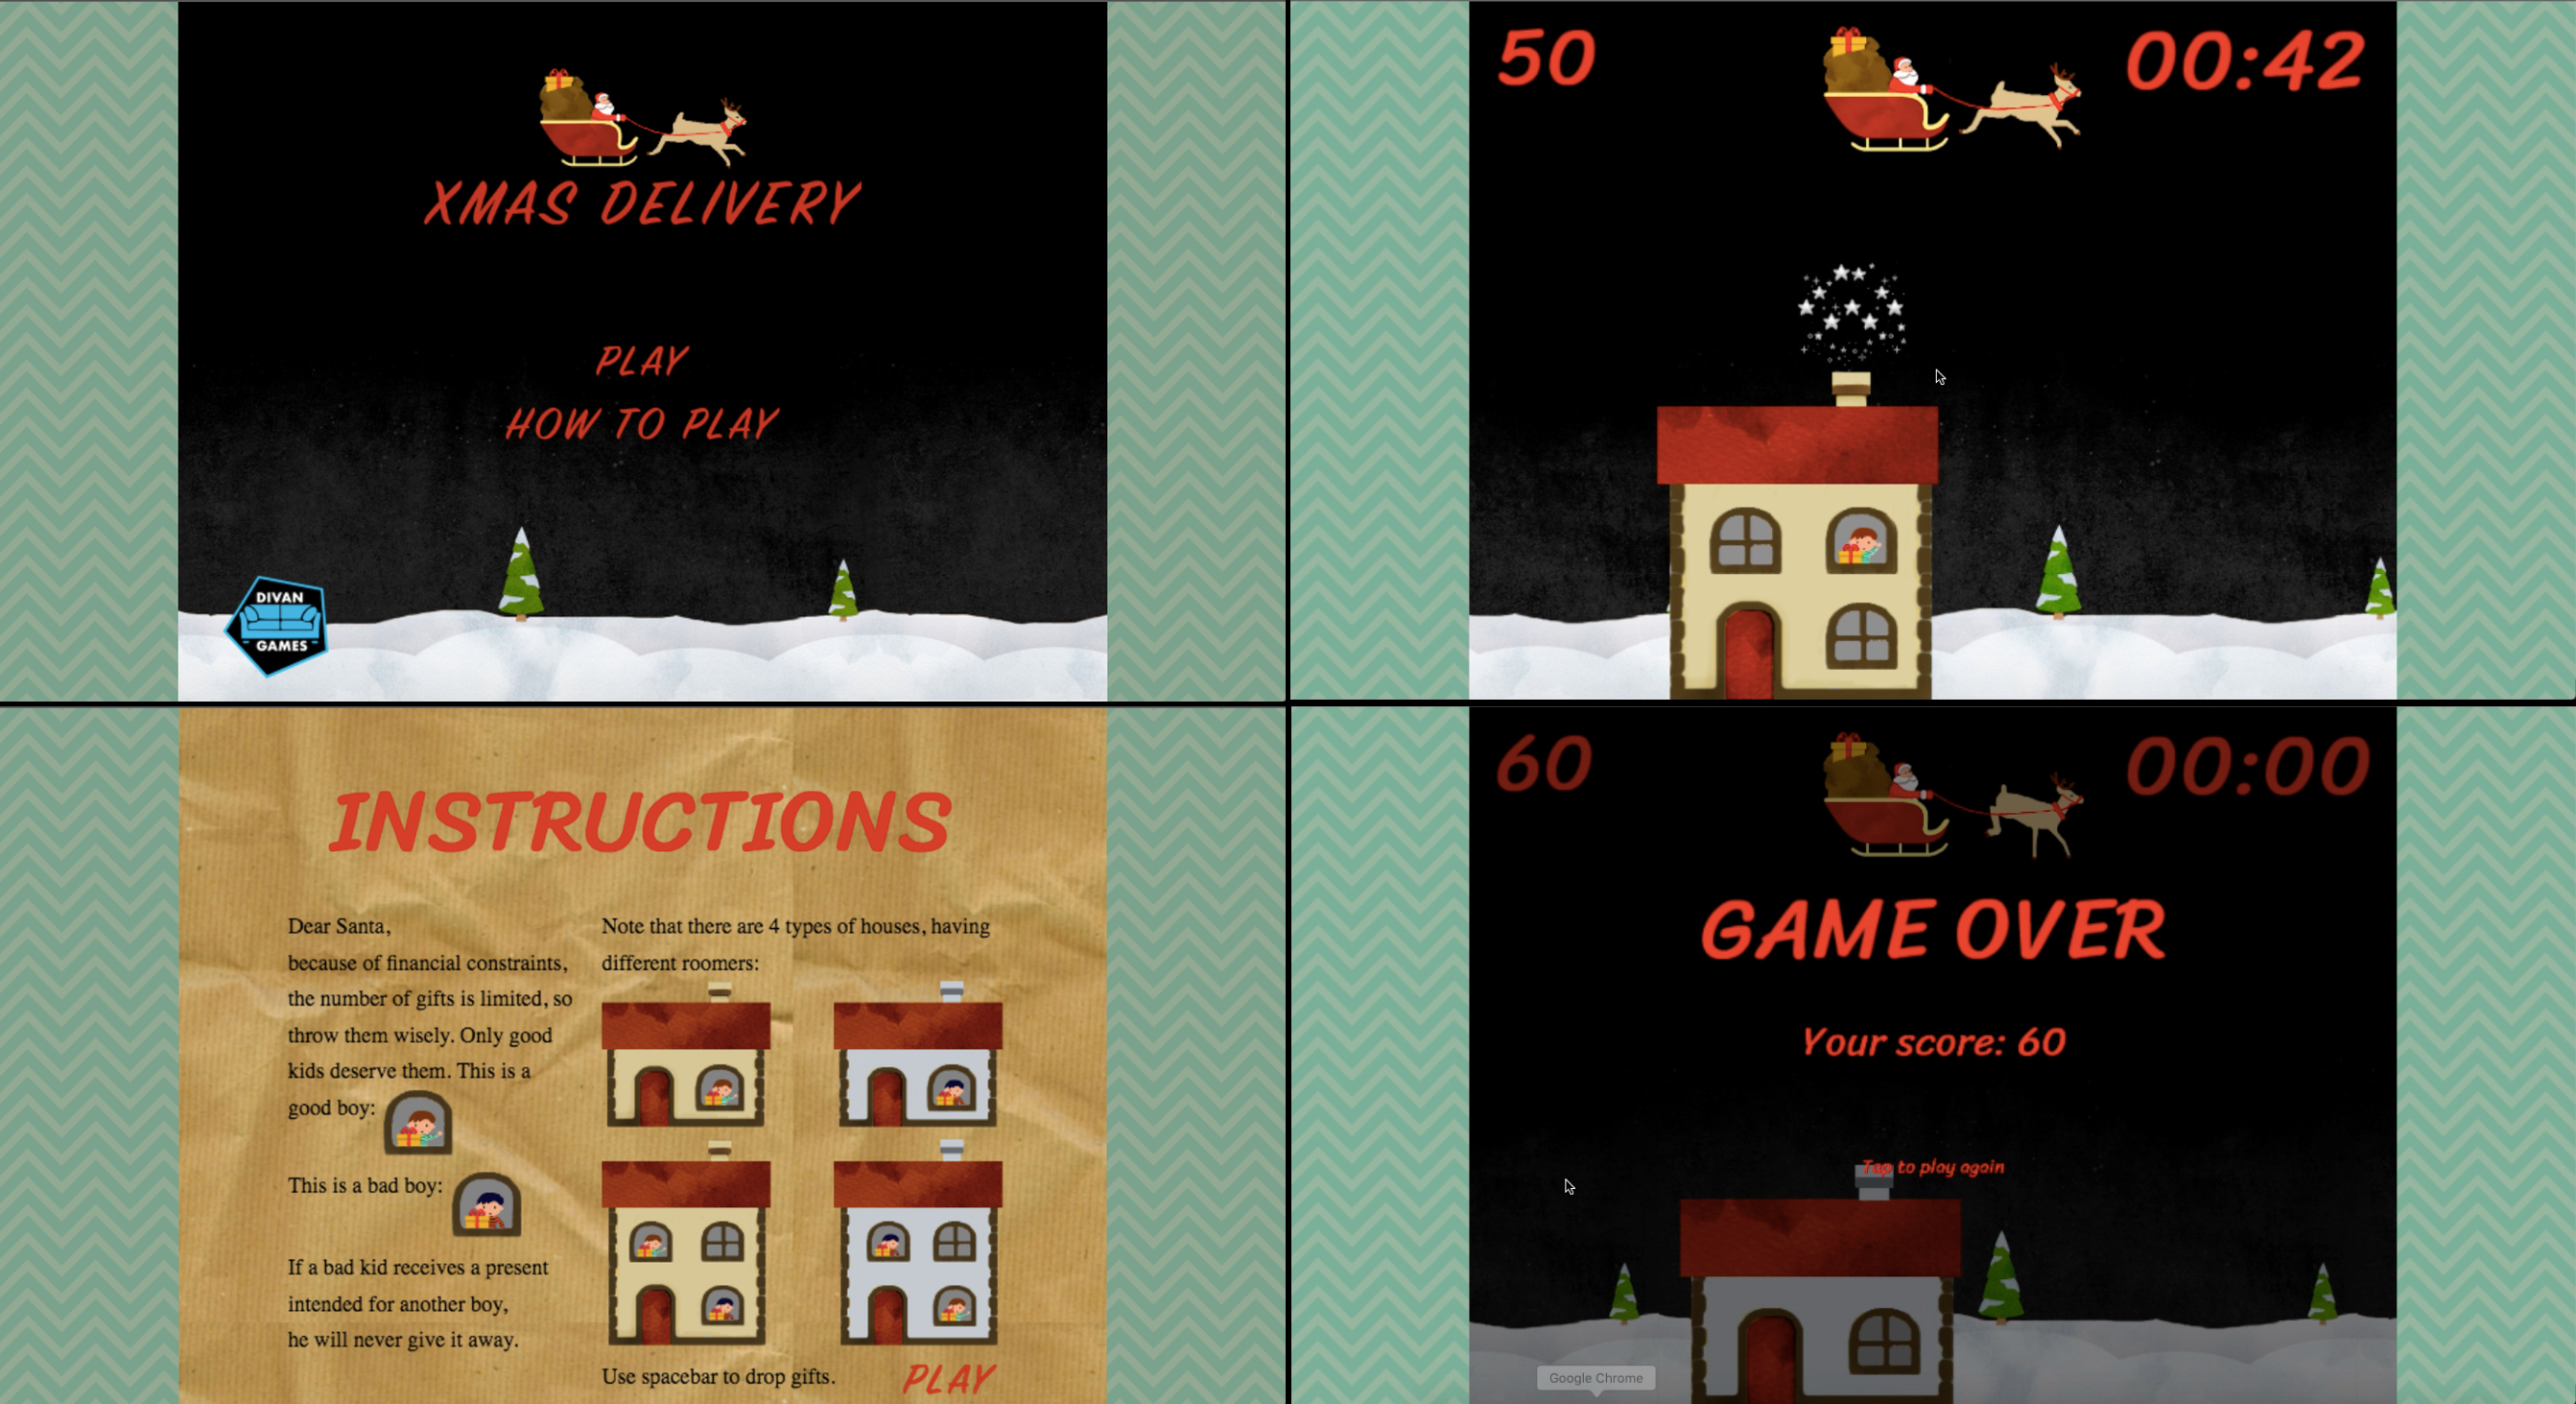 XMAS DELIVERY
PLAY
HOW TO PLAY
DIVAN
GAMES
50
00:42
INSTRUCTIONS
Dear Santa,
because of financial constraints,
the number of gifts is limited, so
throw them wisely. Only good
kids deserve them. This is a
good boy:
This is a bad boy:
If a bad kid receives a present
intended for another boy,
he will never give it away.
Note that there are 4 types of houses, having
different roomers:
Use spacebar to drop gifts.
PLAY
60
00:00
GAME OVER
Your score: 60
Tap to play again
Google Chrome